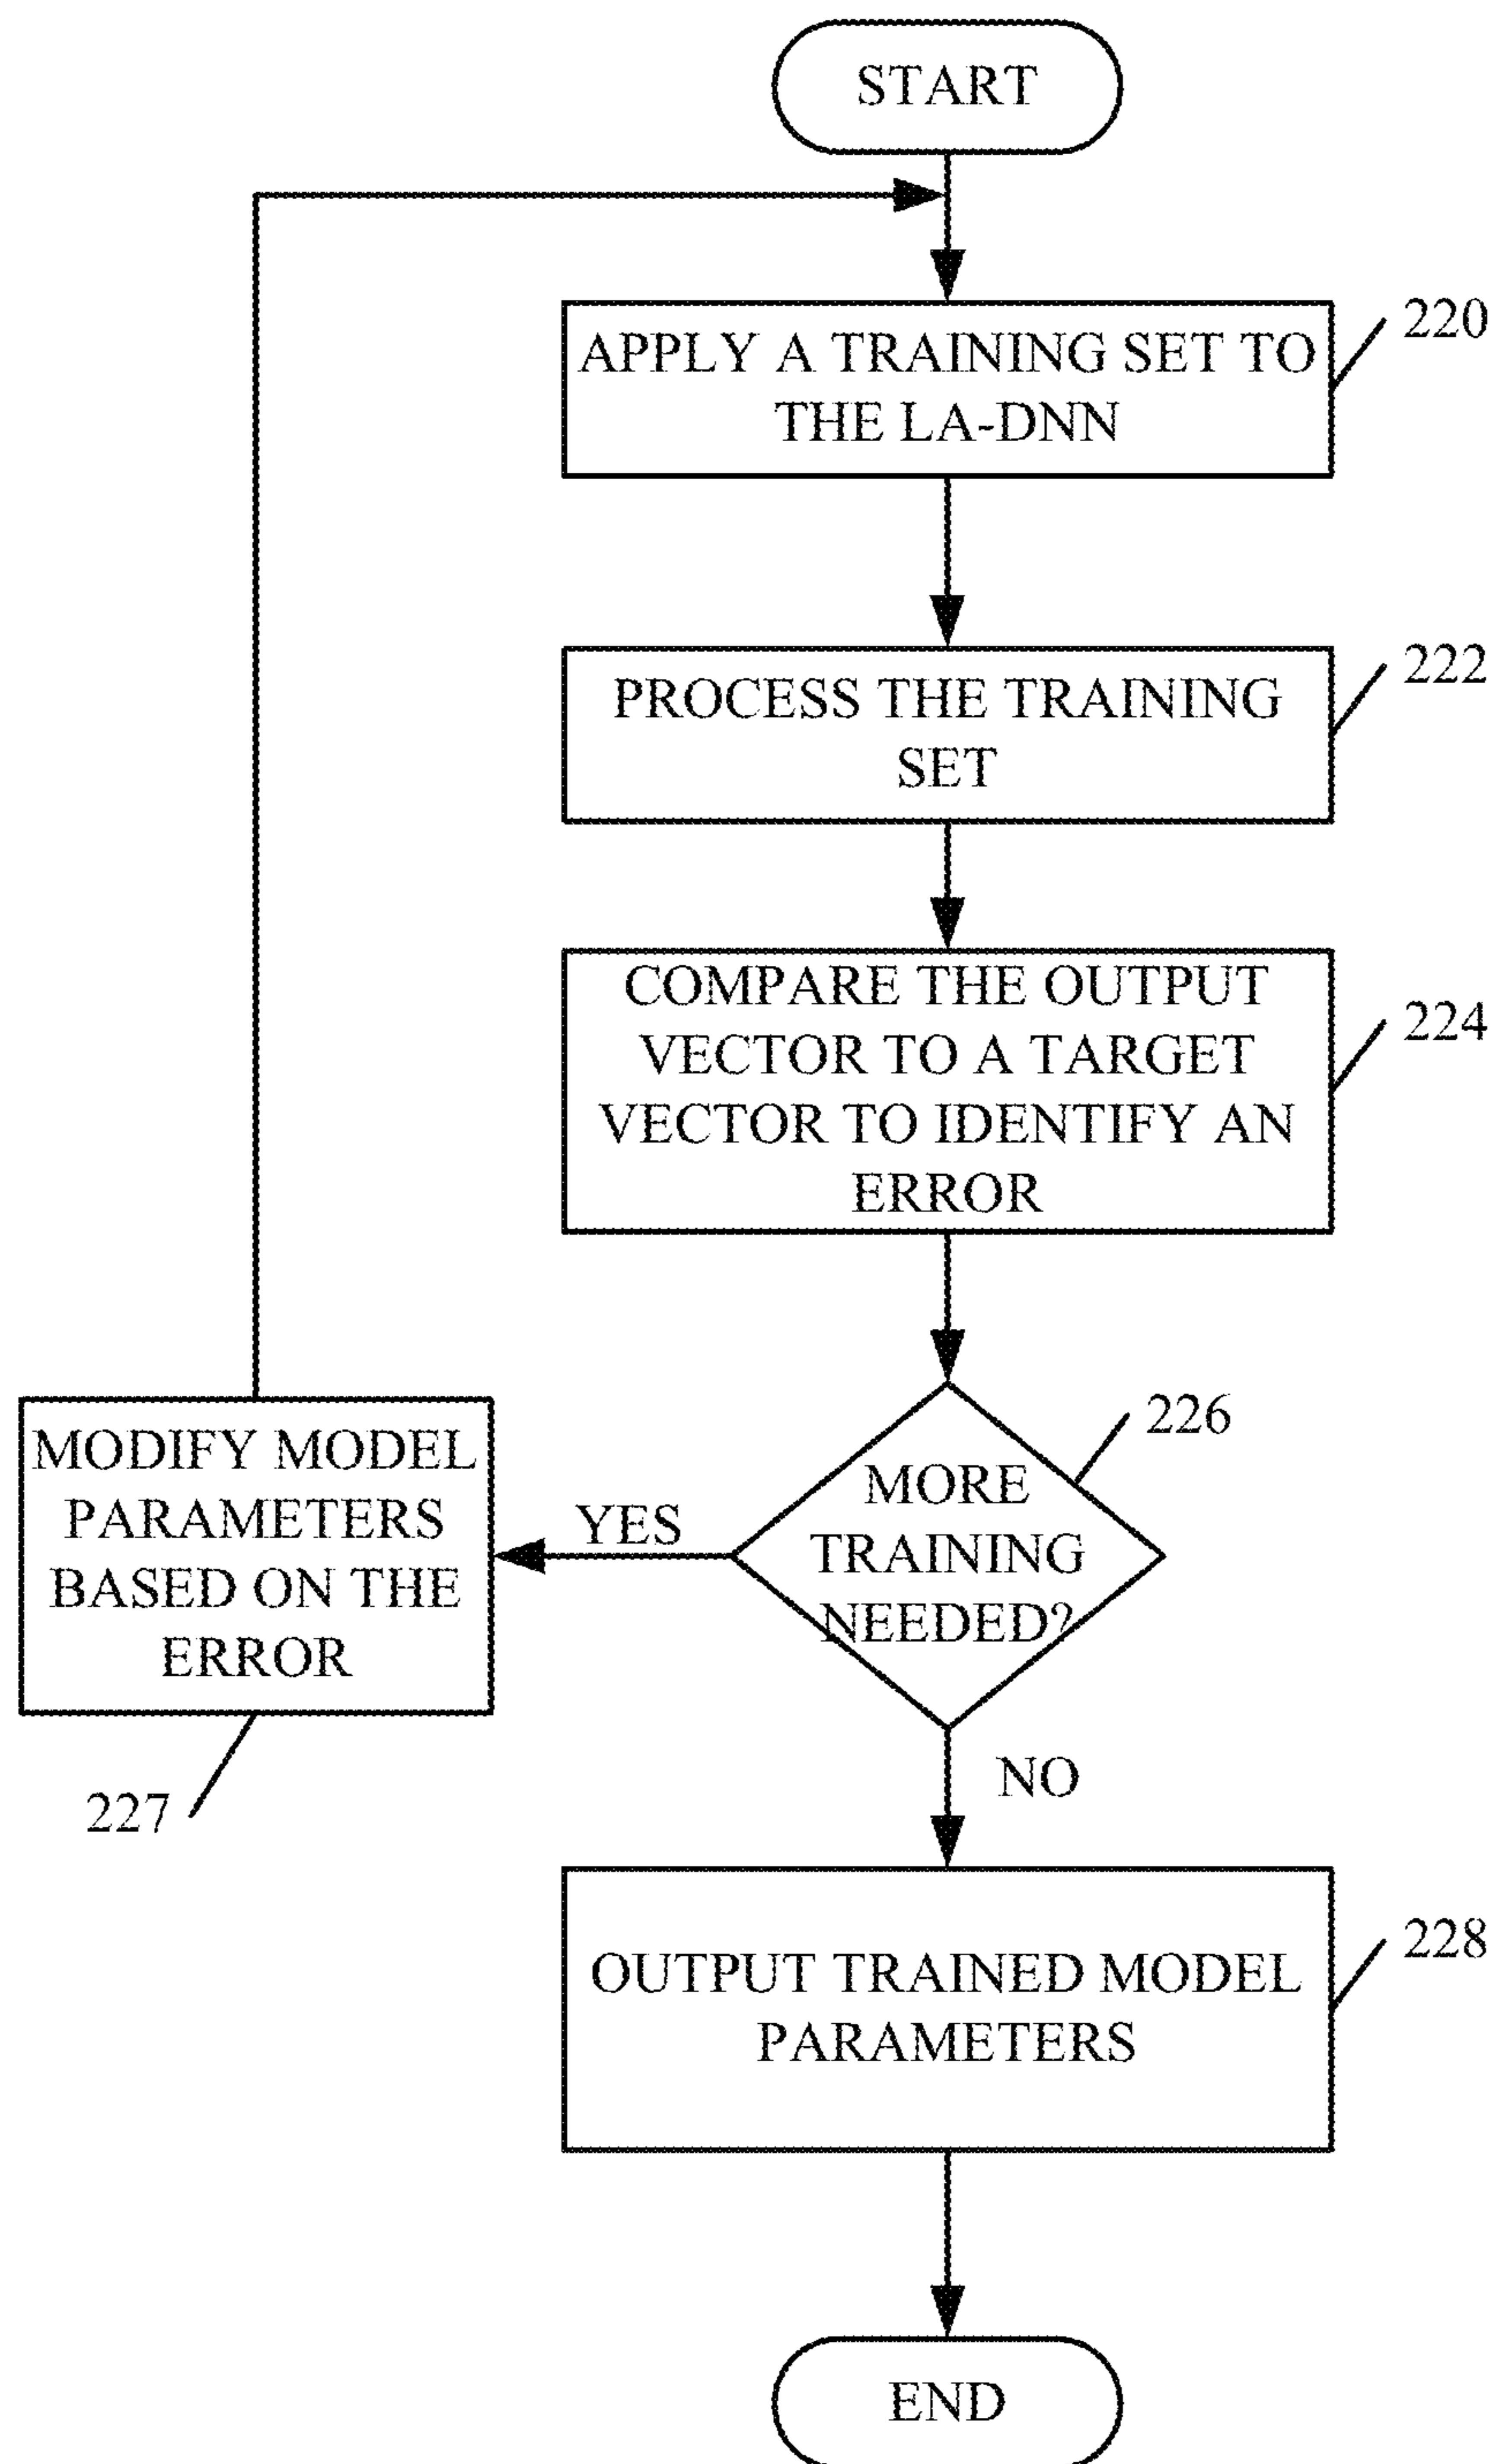 START
APPLY A TRAINING SET TO
THE LA-DNN
220
PROCESS THE TRAINING
SET
222
COMPARE THE OUTPUT
VECTOR TO A TARGET
VECTOR TO IDENTIFY AN
ERROR
224
MORE
TRAINING
NEEDED?
226
YES
MODIFY MODEL
PARAMETERS
BASED ON THE
ERROR
227
NO
OUTPUT TRAINED MODEL
PARAMETERS
228
END